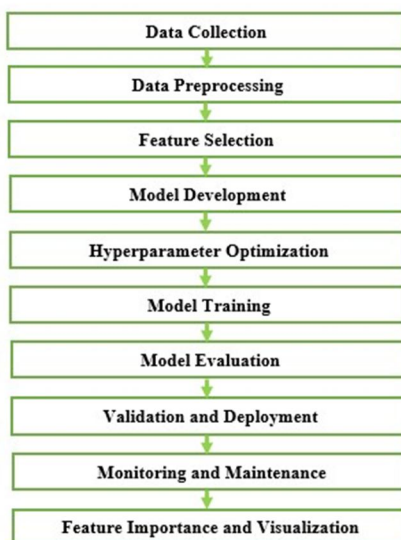 Data Collection
Data Preprocessing
Feature Selection
Model Development
Hyperparameter Optimization
Model Training
Model Evaluation
Validation and Deployment
Monitoring and Maintenance
Feature Importance and Visualization